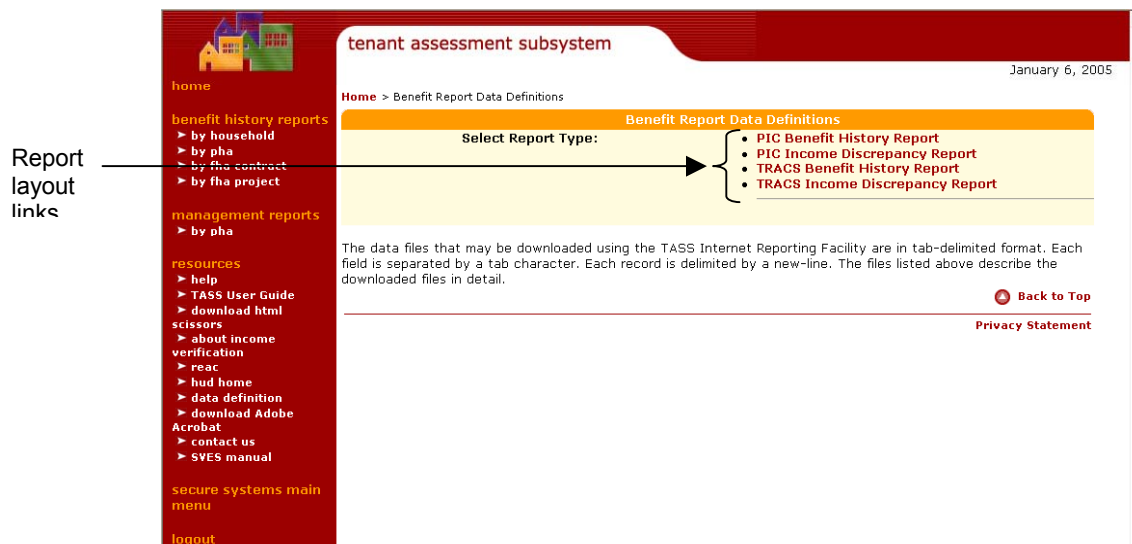 tenant assessment subsystem
January 6, 2005
home
benefit history reports
➤ by household
➤ by pha
➤ by fha contract
➤ by fha project
management reports
➤ by pha
resources
➤ help
➤ TASS User Guide
➤ download html
scissors
➤ about income
verification
➤ reac
➤ hud home
➤ data definition
➤ download Adobe
Acrobat
➤ contact us
➤ SVES manual
secure systems main
menu
logout
Report
layout
links
Home > Benefit Report Data Definitions
Benefit Report Data Definitions
Select Report Type:
• PIC Benefit History Report
• PIC Income Discrepancy Report
• TRACS Benefit History Report
• TRACS Income Discrepancy Report
The data files that may be downloaded using the TASS Internet Reporting Facility are in tab-delimited format. Each
field is separated by a tab character. Each record is delimited by a new-line. The files listed above describe the
downloaded files in detail.
Back to Top
Privacy Statement